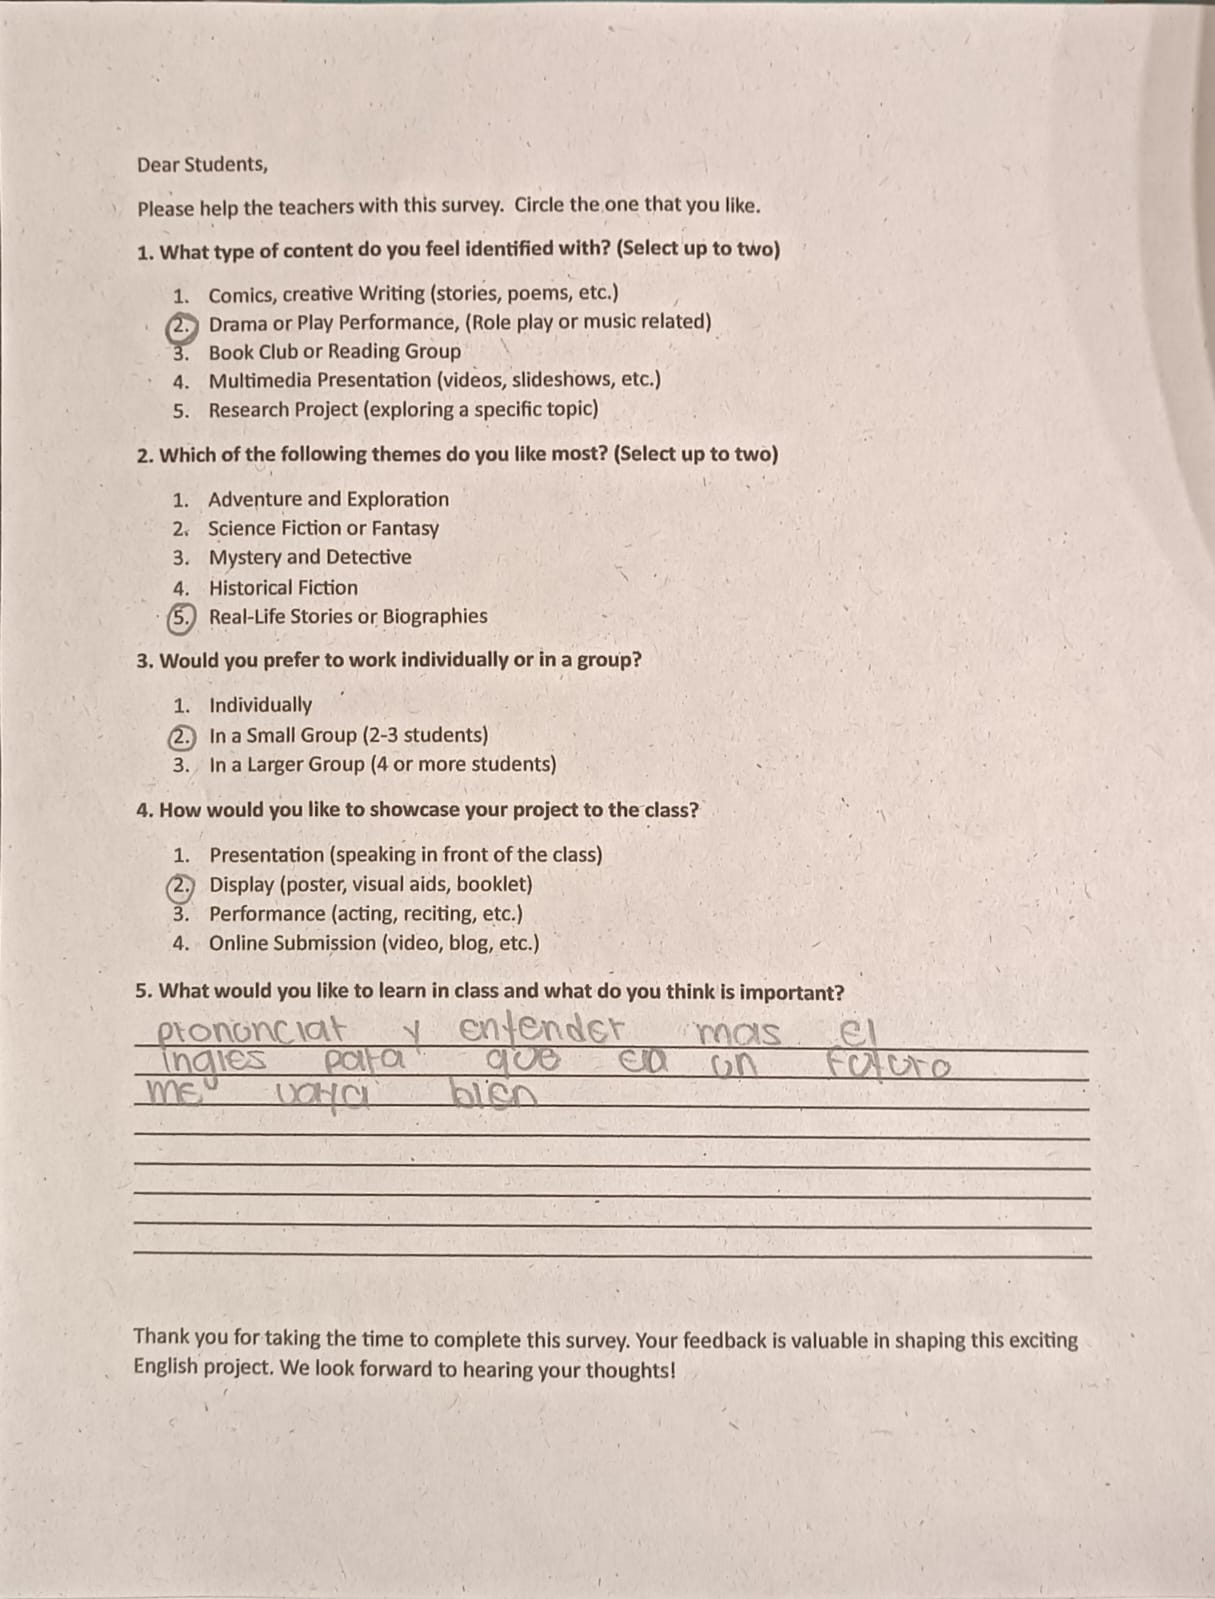 Dear Students,
Please help the teachers with this survey. Circle the one that you like.
1. What type of content do you feel identified with? (Select up to two)
1. Comics, creative Writing (stories, poems, etc.)
2. Drama or Play Performance, (Role play or music related)
3. Book Club or Reading Group
4. Multimedia Presentation (videos, slideshows, etc.)
5. Research Project (exploring a specific topic)
2. Which of the following themes do you like most? (Select up to two)
1. Adventure and Exploration
2. Science Fiction or Fantasy
3. Mystery and Detective
4. Historical Fiction
5. Real-Life Stories or Biographies
3. Would you prefer to work individually or in a group?
1. Individually
2. In a Small Group (2-3 students)
3. In a Larger Group (4 or more students)
4. How would you like to showcase your project to the class?
1. Presentation (speaking in front of the class)
2. Display (poster, visual aids, booklet)
3. Performance (acting, reciting, etc.)
4. Online Submission (video, blog, etc.)
5. What would you like to learn in class and what do you think is important?
pronunciar y entender mas el
ingles para que en un futuro
me vaya bien
Thank you for taking the time to complete this survey. Your feedback is valuable in shaping this exciting
English project. We look forward to hearing your thoughts!